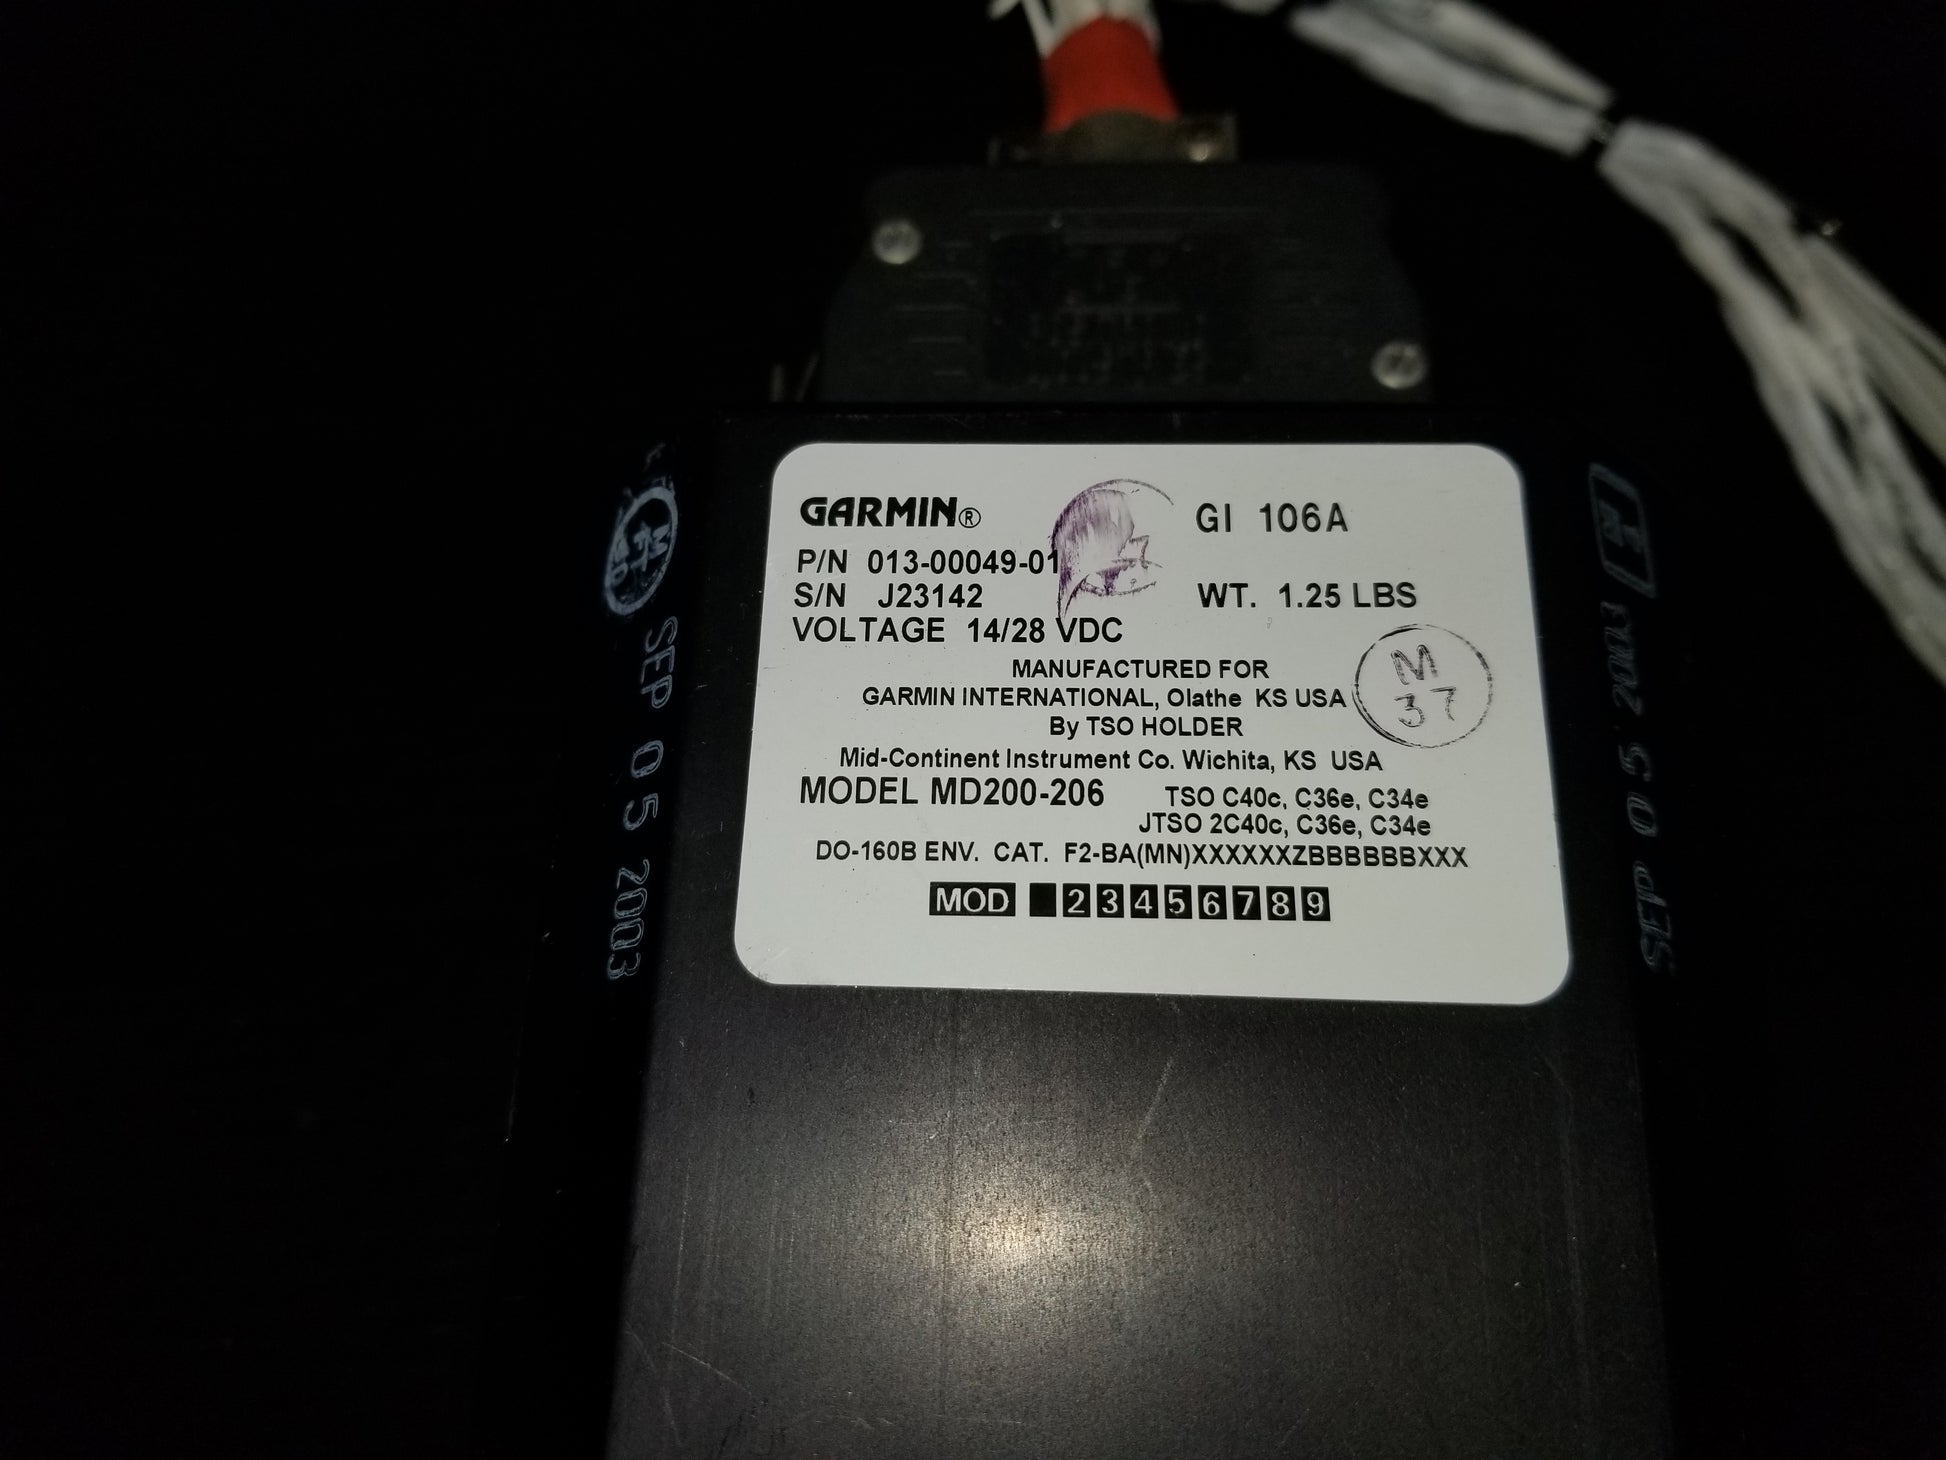 GARMIN® GI 106A
P/N 013-00049-01
S/N J23142 WT. 1.25 LBS
VOLTAGE 14/28 VDC
MANUFACTURED FOR
GARMIN INTERNATIONAL, Olathe KS USA
By TSO HOLDER
Mid-Continent Instrument Co. Wichita, KS USA
MODEL MD200-206 TSO C40c, C36e, C34e
JTSO 2C40c, C36e, C34e
DO-160B ENV. CAT. F2-BA(MN)XXXXXXZBBBBBBXXX
MOD 2 3 4 5 6 7 8 9
M
37
SEP 05 2003
SEP 05 2003